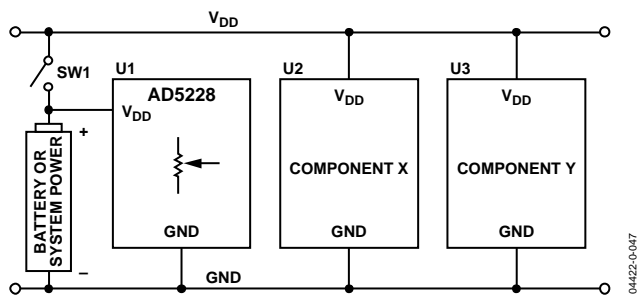 VDD
SW1
U1
AD5228
VDD
GND
U2
VDD
COMPONENT X
GND
U3
VDD
COMPONENT Y
GND
+
BATTERY OR
SYSTEM POWER
–
GND
04422-0-047